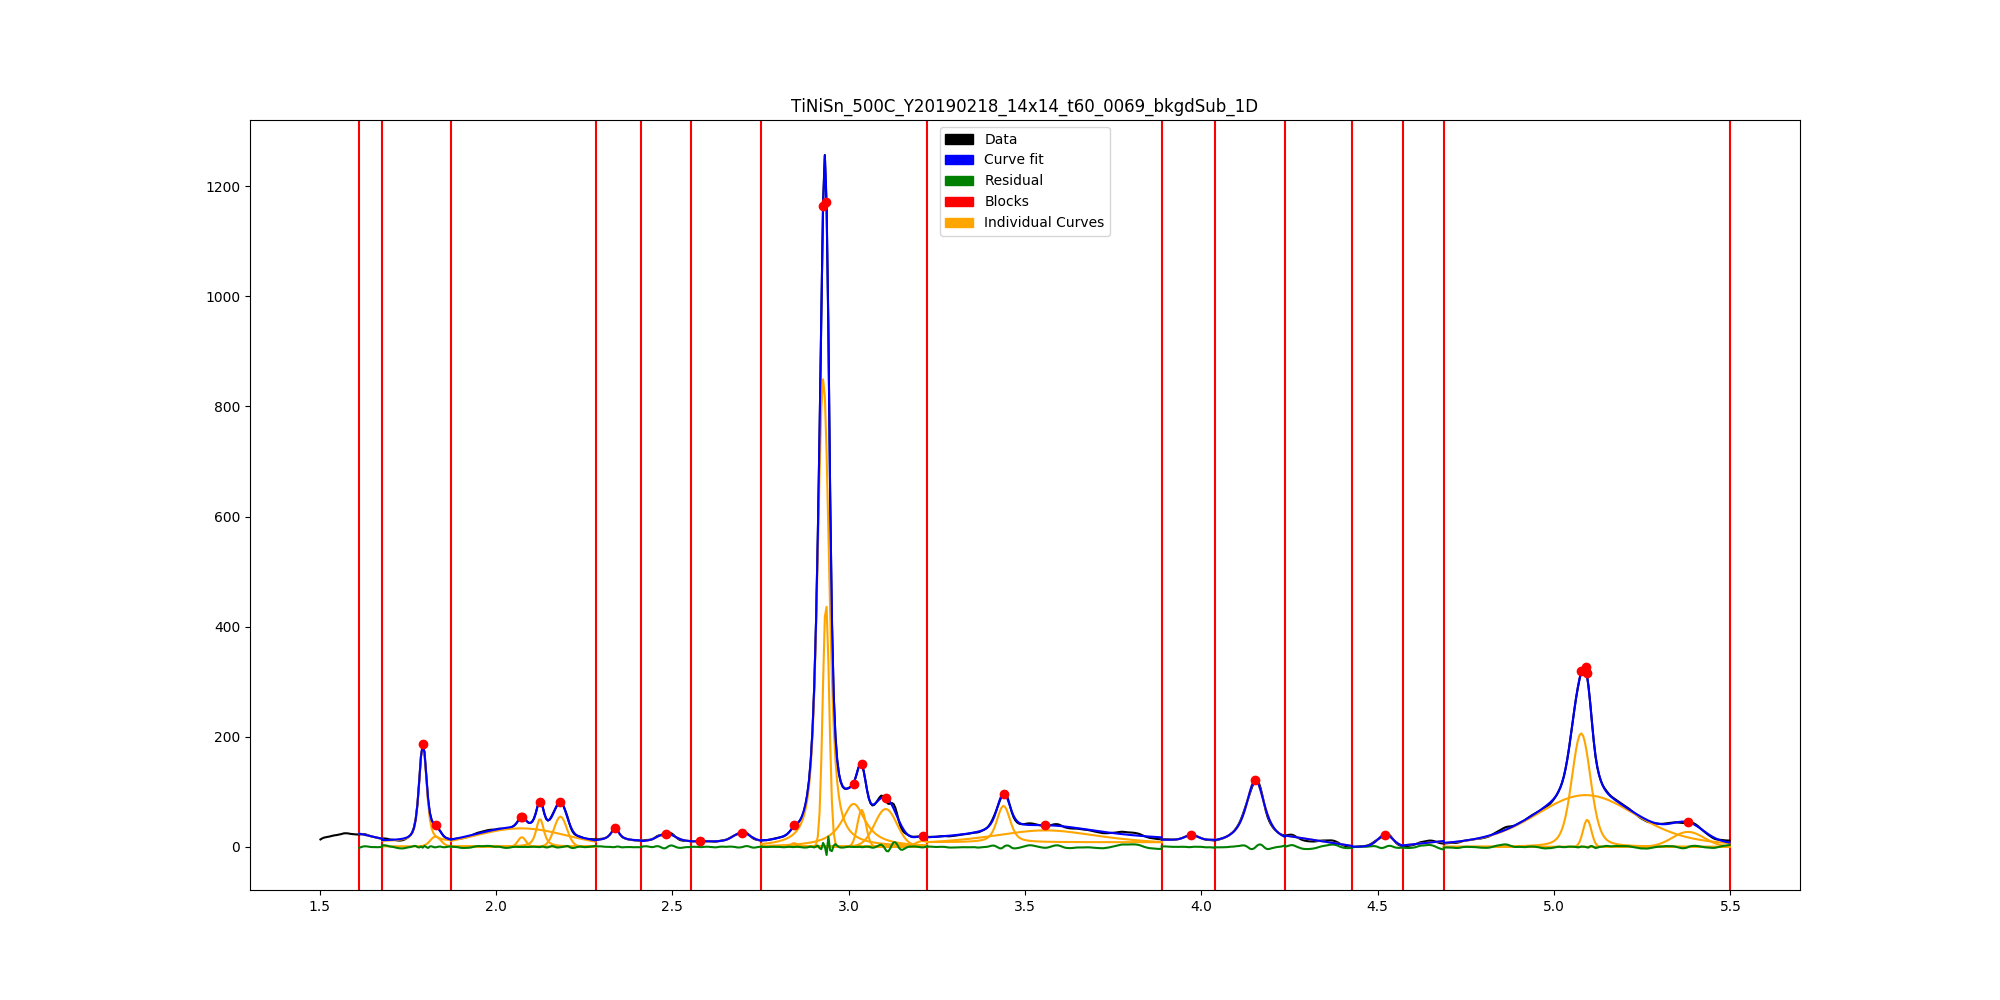 TiNiSn_500C_Y20190218_14x14_t60_0069_bkgdSub_1D
Data
Curve fit
Residual
Blocks
Individual Curves
1200
1000
800
600
400
200
0
1.5 2.0 2.5 3.0 3.5 4.0 4.5 5.0 5.5